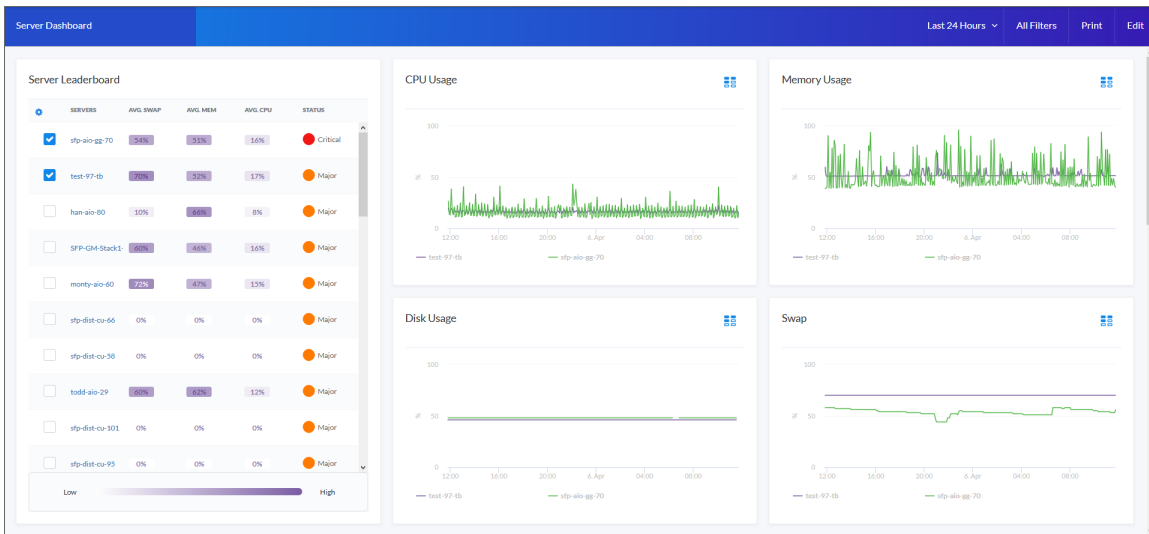 Server Dashboard
Last 24 Hours
All Filters
Print
Edit
Server Leaderboard
SERVERS AVG. SWAP AVG. MEM AVG. CPU STATUS
sfp-aio-gg-70 54% 51% 16% Critical
test-97-tb 70% 52% 17% Major
han-aio-80 10% 66% 8% Major
SFP-GM-Stack1- 60% 46% 16% Major
monty-aio-60 72% 47% 15% Major
sfp-dist-cu-66 0% 0% 0% Major
sfp-dist-cu-58 0% 0% 0% Major
todd-aio-29 60% 62% 12% Major
sfp-dist-cu-101 0% 0% 0% Major
sfp-dist-cu-95 0% 0% 0% Major
Low High
CPU Usage
100
% 50
0
12:00 16:00 20:00 6. Apr 04:00 08:00
test-97-tb sfp-aio-gg-70
Memory Usage
100
% 50
0
12:00 16:00 20:00 6. Apr 04:00 08:00
test-97-tb sfp-aio-gg-70
Disk Usage
100
% 50
0
12:00 16:00 20:00 6. Apr 04:00 08:00
test-97-tb sfp-aio-gg-70
Swap
100
% 50
0
12:00 16:00 20:00 6. Apr 04:00 08:00
test-97-tb sfp-aio-gg-70